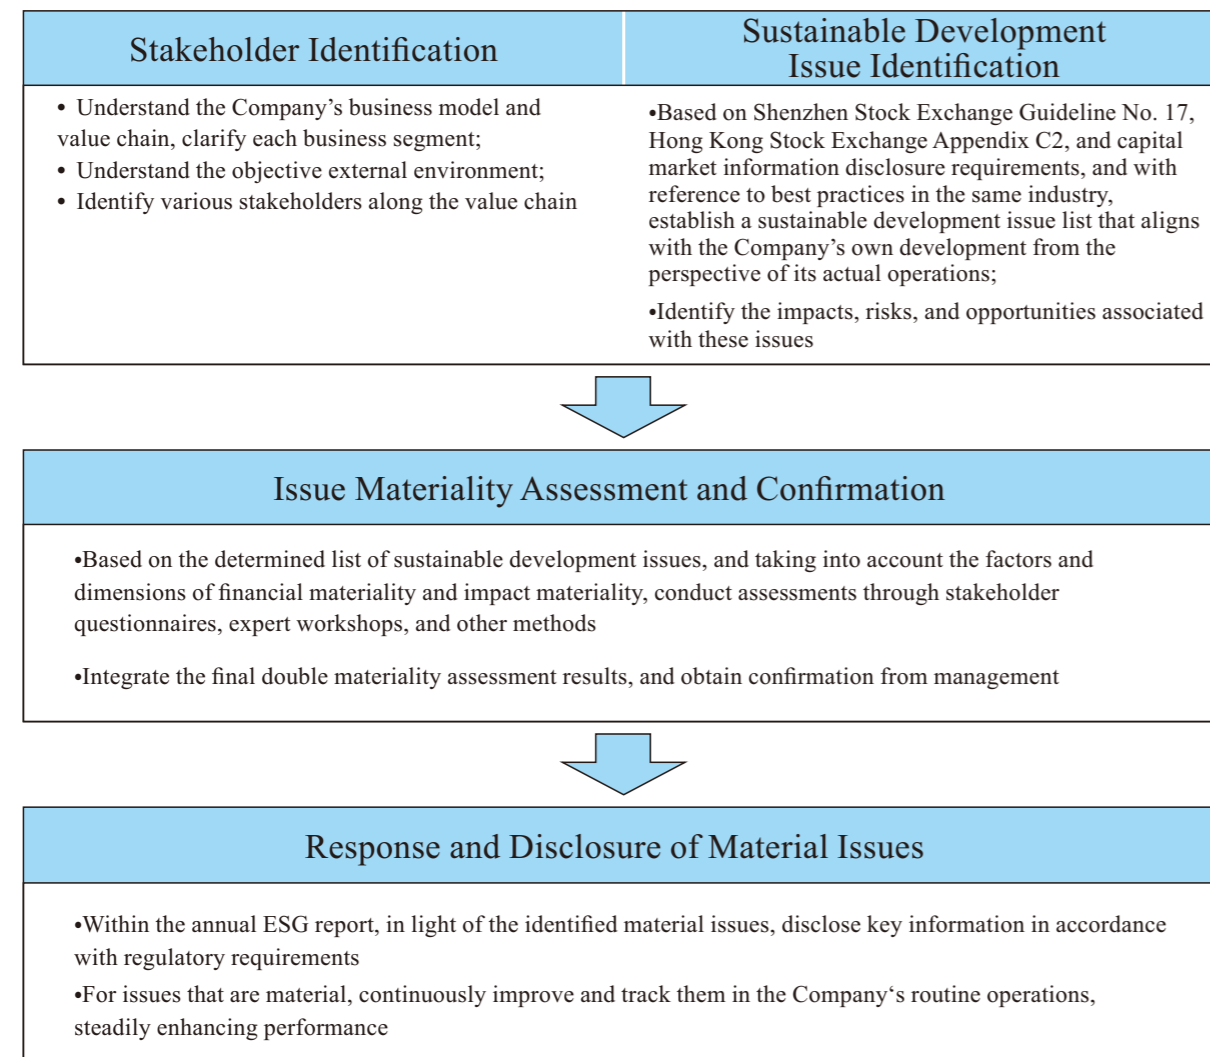 Stakeholder Identification
• Understand the Company’s business model and
value chain, clarify each business segment;
• Understand the objective external environment;
• Identify various stakeholders along the value chain
Sustainable Development
Issue Identification
•Based on Shenzhen Stock Exchange Guideline No. 17,
Hong Kong Stock Exchange Appendix C2, and capital
market information disclosure requirements, and with
reference to best practices in the same industry,
establish a sustainable development issue list that aligns
with the Company’s own development from the
perspective of its actual operations;
•Identify the impacts, risks, and opportunities associated
with these issues
Issue Materiality Assessment and Confirmation
•Based on the determined list of sustainable development issues, and taking into account the factors and
dimensions of financial materiality and impact materiality, conduct assessments through stakeholder
questionnaires, expert workshops, and other methods
•Integrate the final double materiality assessment results, and obtain confirmation from management
Response and Disclosure of Material Issues
•Within the annual ESG report, in light of the identified material issues, disclose key information in accordance
with regulatory requirements
•For issues that are material, continuously improve and track them in the Company‘s routine operations,
steadily enhancing performance